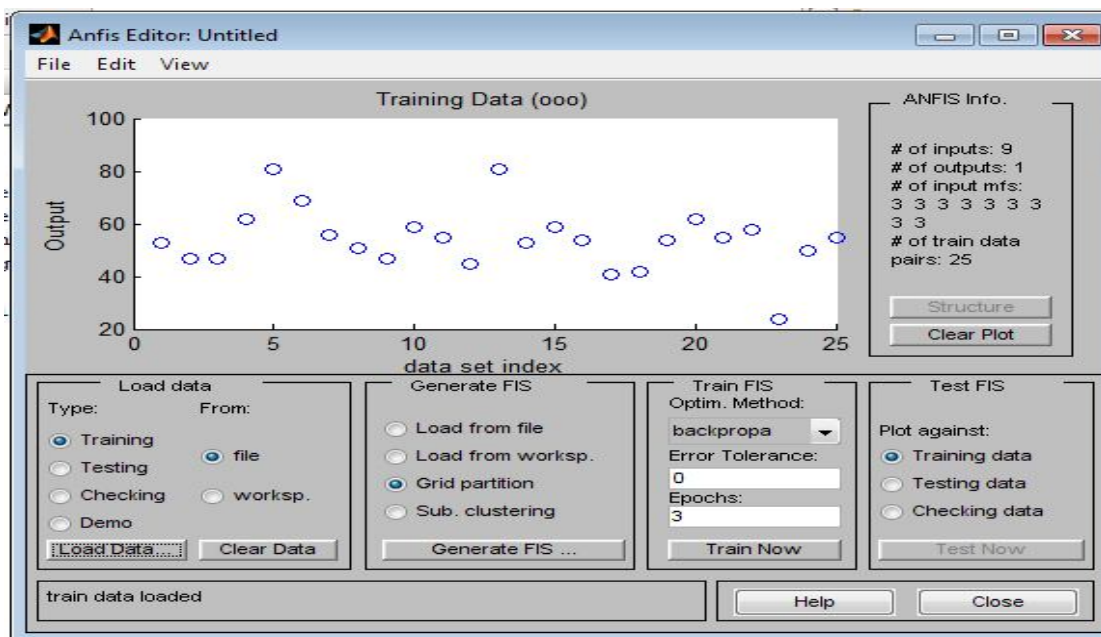 Anfis Editor: Untitled
File Edit View
Training Data (ooo)
100
80
60
40
20
Output
0 5 10 15 20 25
data set index
ANFIS Info.
# of inputs: 9
# of outputs: 1
# of input mfs:
3 3 3 3 3 3 3
3 3
# of train data
pairs: 25
Structure
Clear Plot
Load data
Type: From:
Training
Testing
Checking
Demo
file
worksp.
Load Data... Clear Data
Generate FIS
Load from file
Load from worksp.
Grid partition
Sub. clustering
Generate FIS ...
Train FIS
Optim. Method:
backpropa
Error Tolerance:
0
Epochs:
3
Train Now
Test FIS
Plot against:
Training data
Testing data
Checking data
Test Now
train data loaded
Help Close